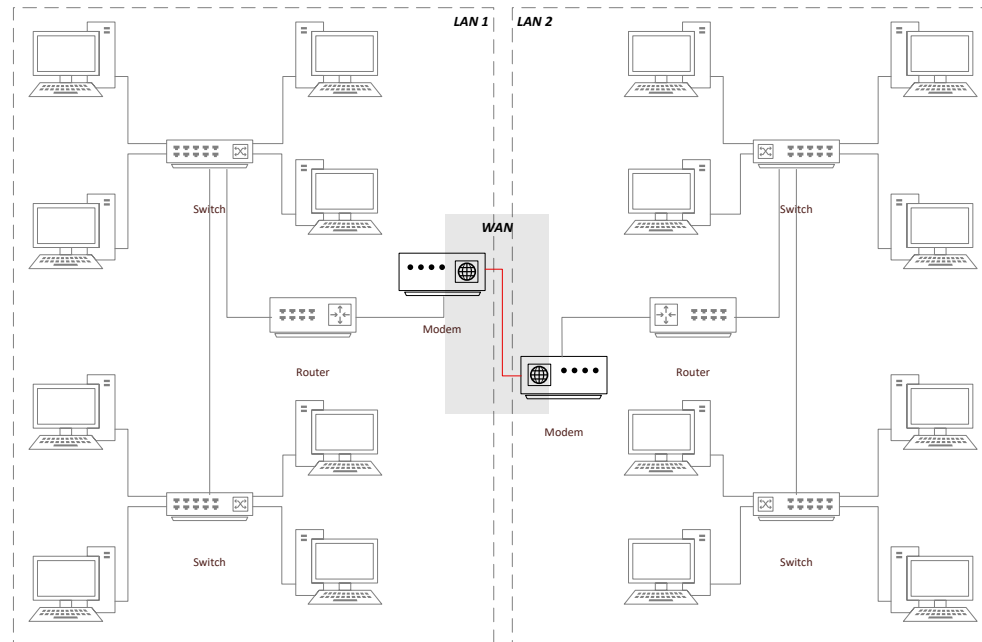 LAN 1
LAN 2
Switch
Switch
WAN
Modem
Router
Router
Modem
Switch
Switch